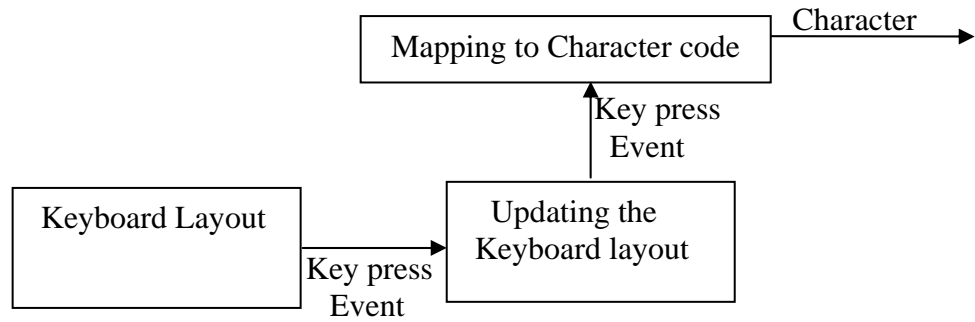 Character
Mapping to Character code
Key press
Event
Keyboard Layout
Updating the
Keyboard layout
Key press
Event